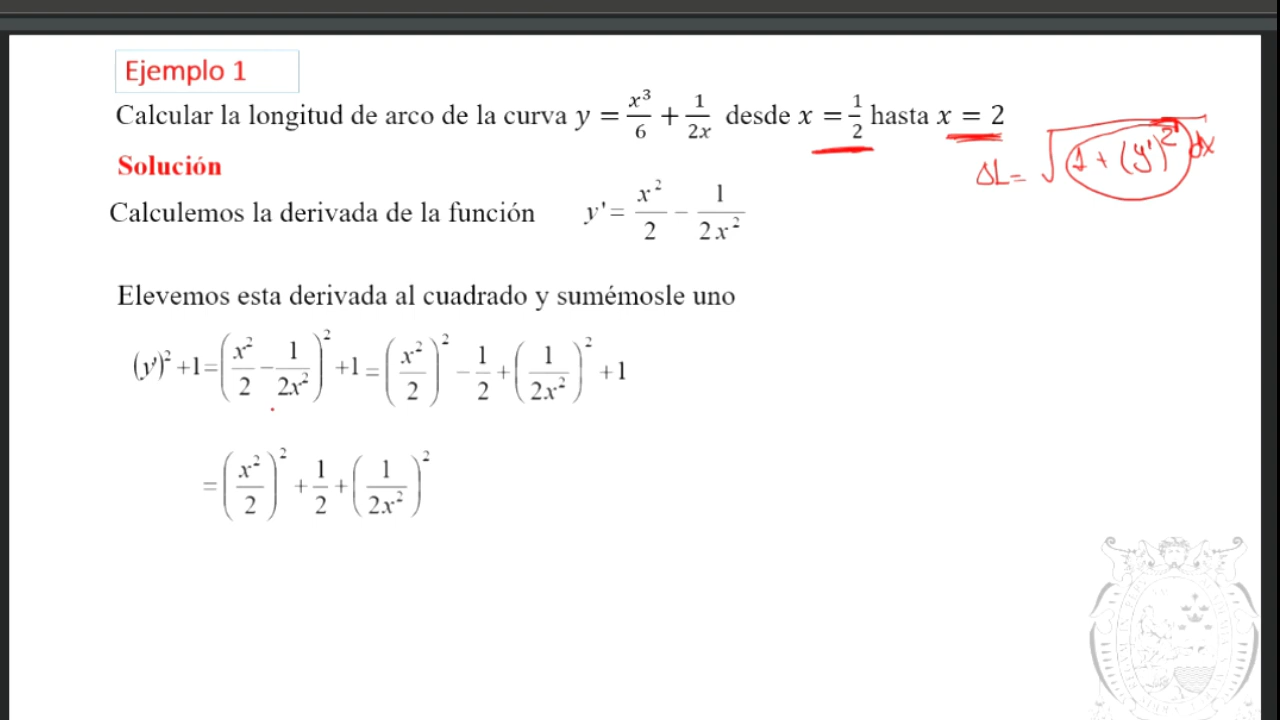 Ejemplo 1
Calcular la longitud de arco de la curva y = x³/6 + 1/2x desde x = 1/2 hasta x = 2
ΔL = √(1 + (y')²) dx
Solución
Calculemos la derivada de la función y' = x²/2 − 1/2x²
Elevemos esta derivada al cuadrado y sumémosle uno
(y')² +1 = (x²/2 − 1/2x²)² +1 = (x²/2)² − 1/2 + (1/2x²)² + 1
= (x²/2)² + 1/2 + (1/2x²)²